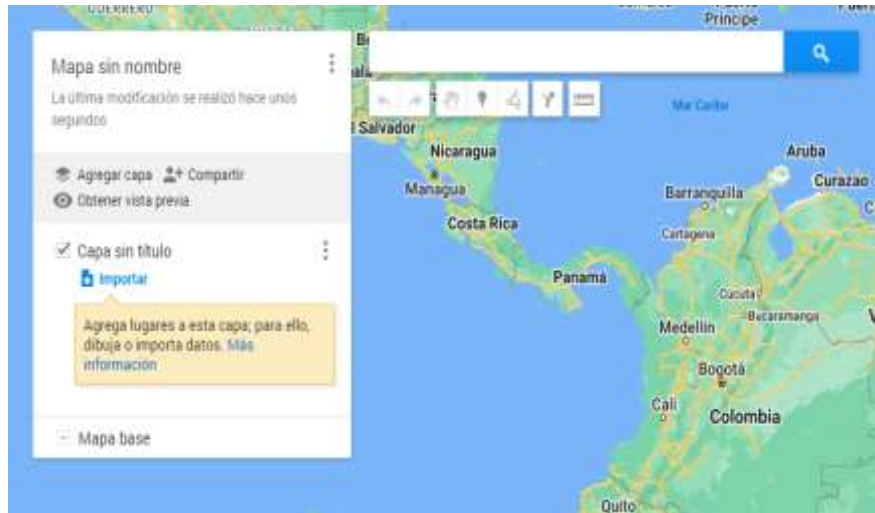 GUERRERO
Principe
Mapa sin nombre
La última modificación se realizó hace unos
segundos
El Salvador
Mar Caribe
Nicaragua
Aruba
Agregar capa Compartir
Managua
Barranquilla
Curazao
Obtener vista previa
Costa Rica
Cartagena
Capa sin título
Importar
Panamá
Cúcuta
Agrega lugares a esta capa; para ello,
dibuja o importa datos. Más
información
Bucaramanga
Medellín
Bogotá
Cali
Colombia
Mapa base
Quito